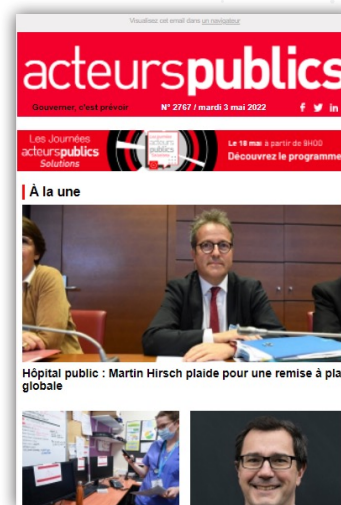 Visualisez cet email dans un navigateur
acteurspublics
Gouverner, c'est prévoir
N° 2767 / mardi 3 mai 2022
Les Journées
acteurspublics
Solutions
Le 18 mai à partir de 9H00
Découvrez le programme
À la une
Hôpital public : Martin Hirsch plaide pour une remise à pla
globale